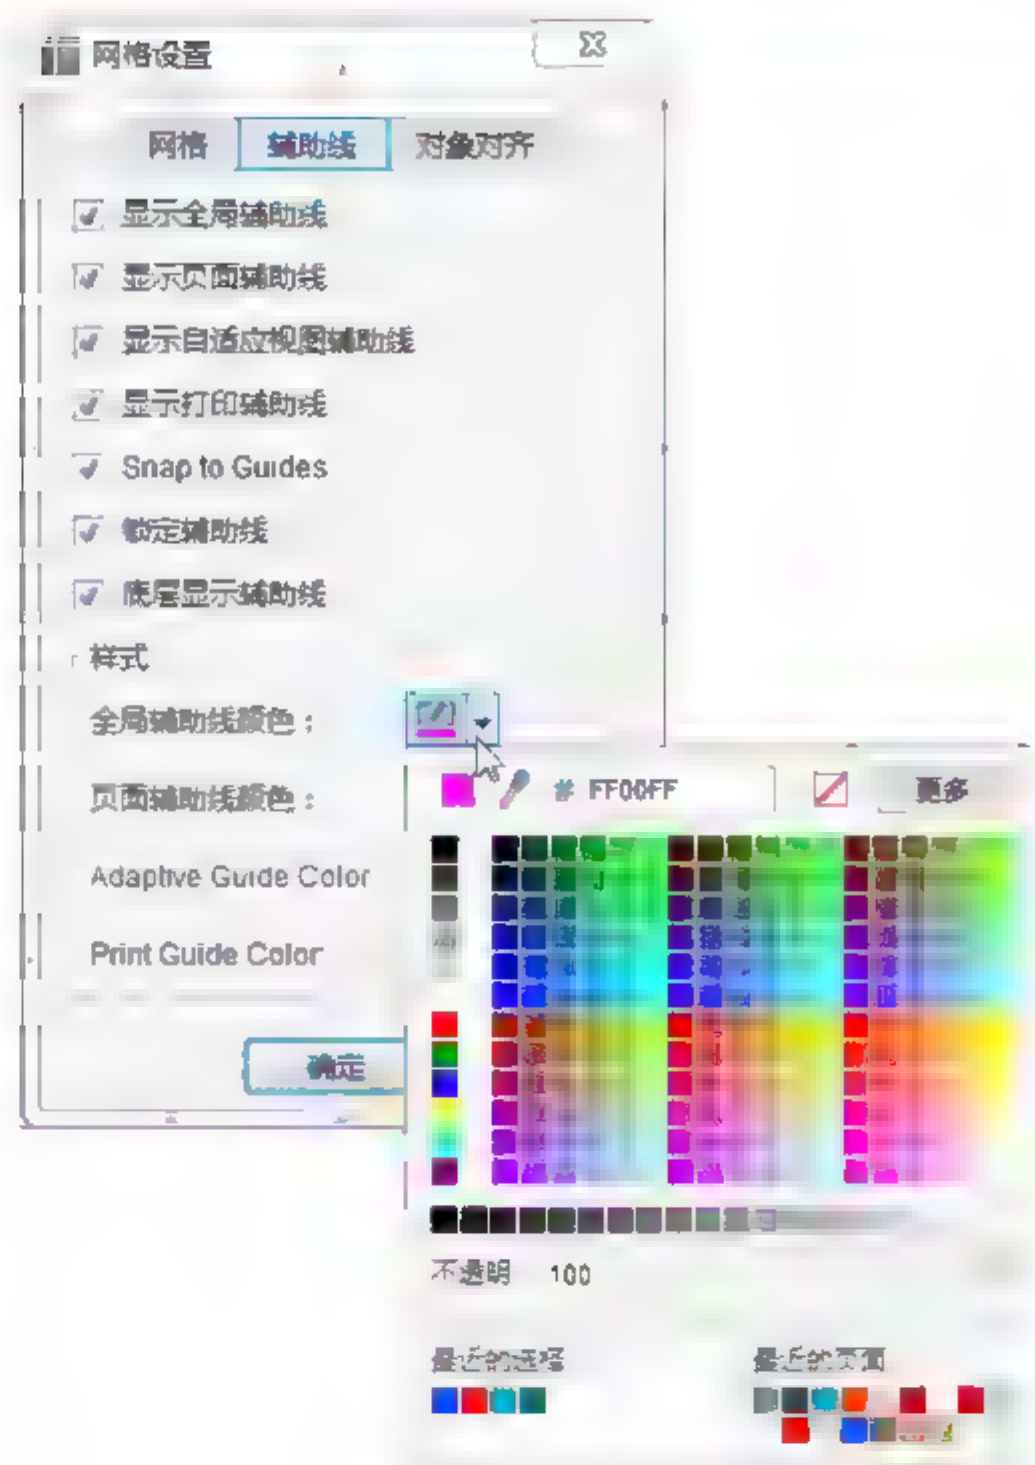 网格设置
网格 辅助线 对象对齐
显示全局辅助线
显示页面辅助线
显示自适应视图辅助线
显示打印辅助线
Snap to Guides
锁定辅助线
底层显示辅助线
样式
全局辅助线颜色：
# FF00FF 更多
页面辅助线颜色：
Adaptive Guide Color
Print Guide Color
确定
不透明 100
最近的选择 最近的页面